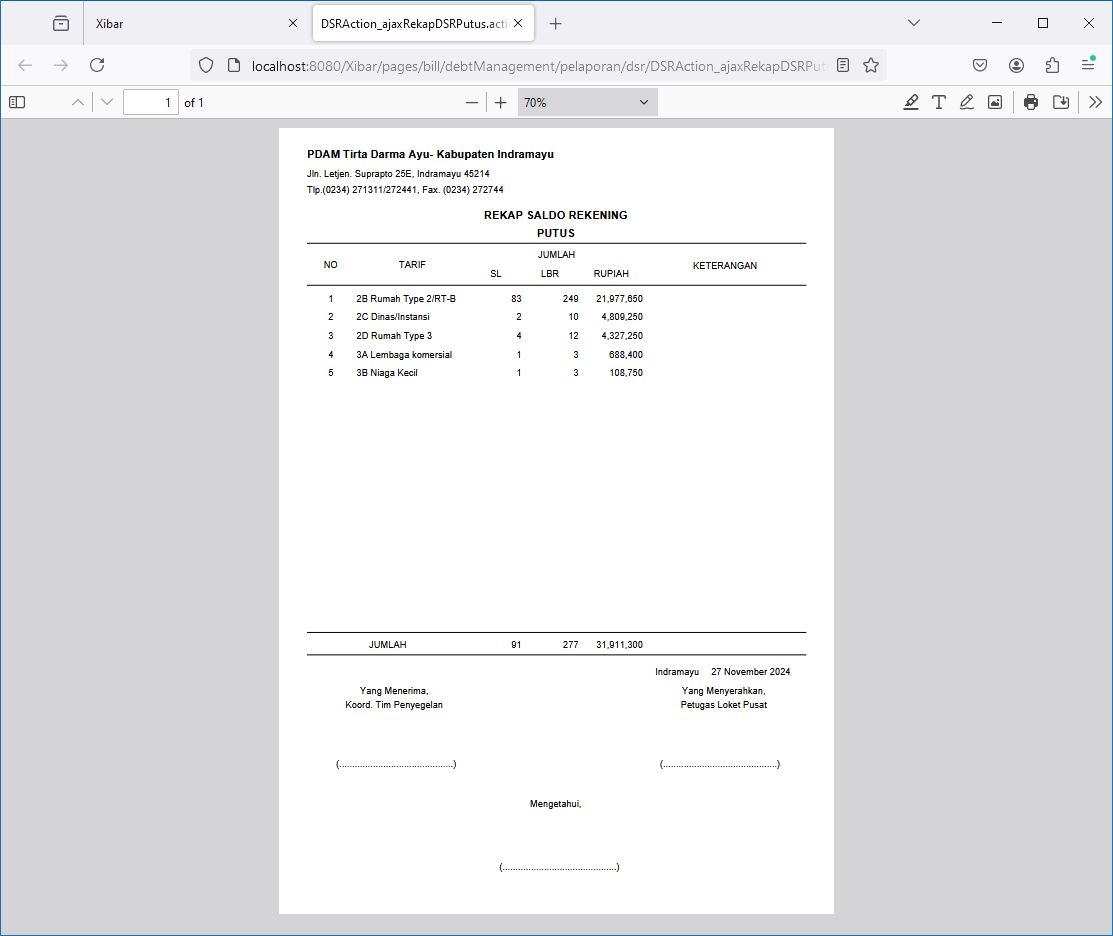 Xibar
DSRAction_ajaxRekapDSRPutus.acti
localhost:8080/Xibar/pages/bill/debtManagement/pelaporan/dsr/DSRAction_ajaxRekapDSRPut
1 of 1
70%
PDAM Tirta Darma Ayu- Kabupaten Indramayu
Jln. Letjen. Suprapto 25E, Indramayu 45214
Tlp.(0234) 271311/272441, Fax. (0234) 272744
REKAP SALDO REKENING
PUTUS
NO TARIF JUMLAH KETERANGAN
SL LBR RUPIAH
1 2B Rumah Type 2/RT-B 83 249 21,977,650
2 2C Dinas/Instansi 2 10 4,809,250
3 2D Rumah Type 3 4 12 4,327,250
4 3A Lembaga komersial 1 3 688,400
5 3B Niaga Kecil 1 3 108,750
JUMLAH 91 277 31,911,300
Indramayu 27 November 2024
Yang Menerima, Yang Menyerahkan,
Koord. Tim Penyegelan Petugas Loket Pusat
(............................................) (............................................)
Mengetahui,
(............................................)